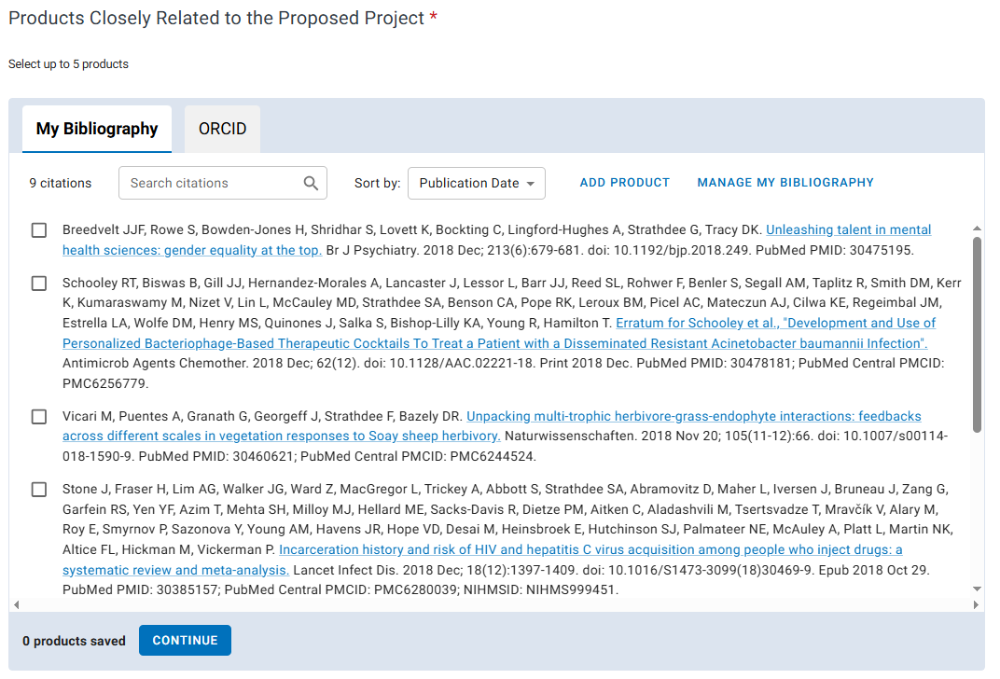 Products Closely Related to the Proposed Project *
Select up to 5 products
My Bibliography
ORCID
9 citations
Search citations
Sort by:
Publication Date
ADD PRODUCT
MANAGE MY BIBLIOGRAPHY
Breedvelt JJF, Rowe S, Bowden-Jones H, Shridhar S, Lovett K, Bockting C, Lingford-Hughes A, Strathdee G, Tracy DK. Unleashing talent in mental
health sciences: gender equality at the top. Br J Psychiatry. 2018 Dec; 213(6):679-681. doi: 10.1192/bjp.2018.249. PubMed PMID: 30475195.
Schooley RT, Biswas B, Gill JJ, Hernandez-Morales A, Lancaster J, Lessor L, Barr JJ, Reed SL, Rohwer F, Benler S, Segall AM, Taplitz R, Smith DM, Kerr
K, Kumaraswamy M, Nizet V, Lin L, McCauley MD, Strathdee SA, Benson CA, Pope RK, Leroux BM, Picel AC, Mateczun AJ, Cilwa KE, Regeimbal JM,
Estrella LA, Wolfe DM, Henry MS, Quinones J, Salka S, Bishop-Lilly KA, Young R, Hamilton T. Erratum for Schooley et al., "Development and Use of
Personalized Bacteriophage-Based Therapeutic Cocktails To Treat a Patient with a Disseminated Resistant Acinetobacter baumannii Infection".
Antimicrob Agents Chemother. 2018 Dec; 62(12). doi: 10.1128/AAC.02221-18. Print 2018 Dec. PubMed PMID: 30478181; PubMed Central PMCID:
PMC6256779.
Vicari M, Puentes A, Granath G, Georgeff J, Strathdee F, Bazely DR. Unpacking multi-trophic herbivore-grass-endophyte interactions: feedbacks
across different scales in vegetation responses to Soay sheep herbivory. Naturwissenschaften. 2018 Nov 20; 105(11-12):66. doi: 10.1007/s00114-
018-1590-9. PubMed PMID: 30460621; PubMed Central PMCID: PMC6244524.
Stone J, Fraser H, Lim AG, Walker JG, Ward Z, MacGregor L, Trickey A, Abbott S, Strathdee SA, Abramovitz D, Maher L, Iversen J, Bruneau J, Zang G,
Garfein RS, Yen YF, Azim T, Mehta SH, Milloy MJ, Hellard ME, Sacks-Davis R, Dietze PM, Aitken C, Aladashvili M, Tsertsvadze T, Mravčík V, Alary M,
Roy E, Smyrnov P, Sazonova Y, Young AM, Havens JR, Hope VD, Desai M, Heinsbroek E, Hutchinson SJ, Palmateer NE, McAuley A, Platt L, Martin NK,
Altice FL, Hickman M, Vickerman P. Incarceration history and risk of HIV and hepatitis C virus acquisition among people who inject drugs: a
systematic review and meta-analysis. Lancet Infect Dis. 2018 Dec; 18(12):1397-1409. doi: 10.1016/S1473-3099(18)30469-9. Epub 2018 Oct 29.
PubMed PMID: 30385157; PubMed Central PMCID: PMC6280039; NIHMSID: NIHMS999451.
0 products saved
CONTINUE